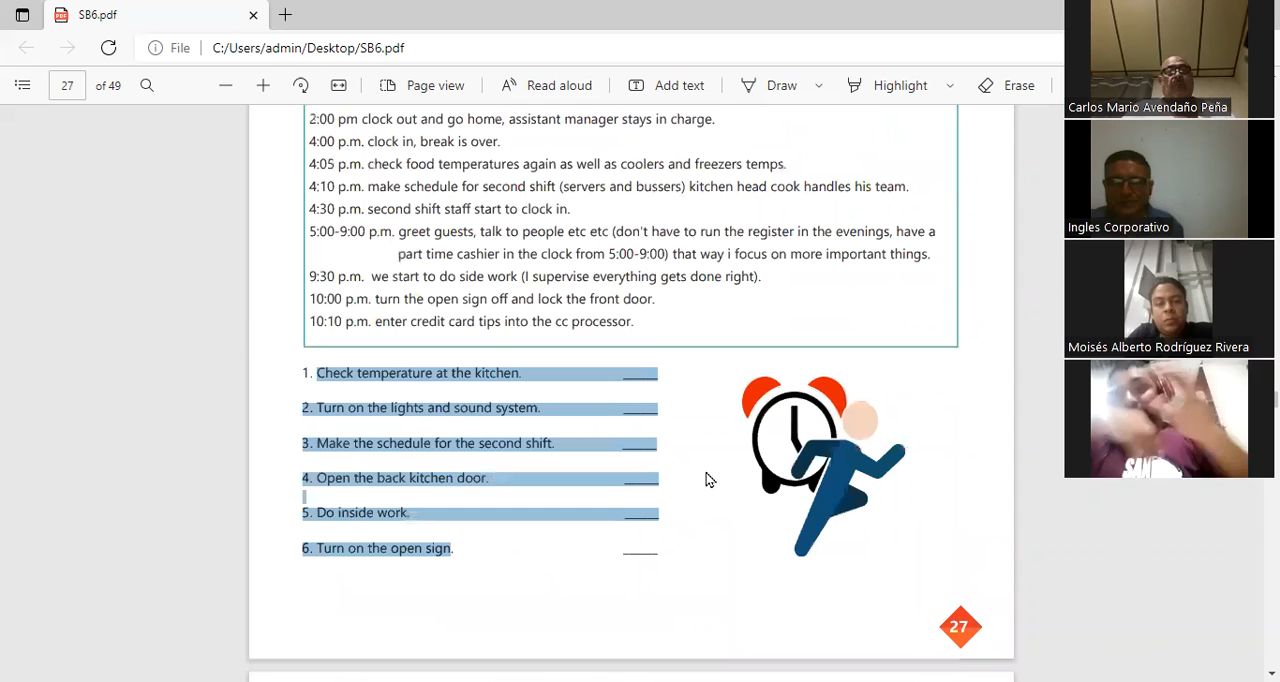 SB6.pdf
File C:/Users/admin/Desktop/SB6.pdf
27 of 49 Page view Read aloud Add text Draw Highlight Erase
2:00 pm clock out and go home, assistant manager stays in charge.
4:00 p.m. clock in, break is over.
4:05 p.m. check food temperatures again as well as coolers and freezers temps.
4:10 p.m. make schedule for second shift (servers and bussers) kitchen head cook handles his team.
4:30 p.m. second shift staff start to clock in.
5:00-9:00 p.m. greet guests, talk to people etc etc (don't have to run the register in the evenings, have a
part time cashier in the clock from 5:00-9:00) that way i focus on more important things.
9:30 p.m. we start to do side work (I supervise everything gets done right).
10:00 p.m. turn the open sign off and lock the front door.
10:10 p.m. enter credit card tips into the cc processor.
1. Check temperature at the kitchen. _____
2. Turn on the lights and sound system. _____
3. Make the schedule for the second shift. _____
4. Open the back kitchen door. _____
5. Do inside work. _____
6. Turn on the open sign. _____
27
Carlos Mario Avendaño Peña
Ingles Corporativo
Moisés Alberto Rodríguez Rivera
SAN